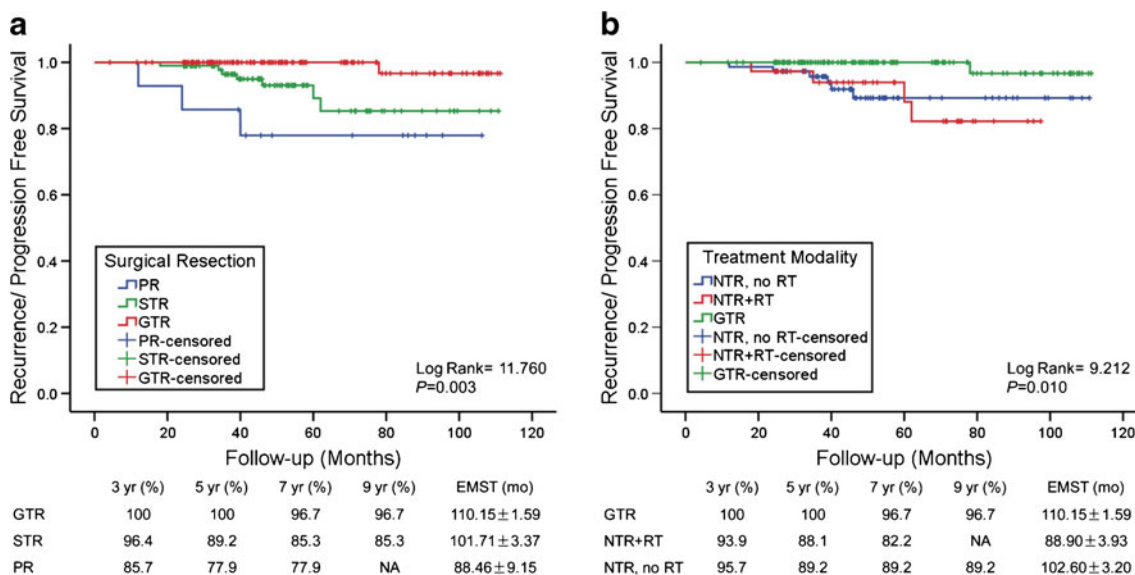 a
Recurrence/ Progression Free Survival
1.0
0.8
0.6
0.4
0.2
0.0
Surgical Resection
PR
STR
GTR
PR-censored
STR-censored
GTR-censored
Log Rank= 11.760
P=0.003
0 20 40 60 80 100 120
Follow-up (Months)
3 yr (%) 5 yr (%) 7 yr (%) 9 yr (%) EMST (mo)
GTR 100 100 96.7 96.7 110.15±1.59
STR 96.4 89.2 85.3 85.3 101.71±3.37
PR 85.7 77.9 77.9 NA 88.46±9.15
b
Recurrence/ Progression Free Survival
1.0
0.8
0.6
0.4
0.2
0.0
Treatment Modality
NTR, no RT
NTR+RT
GTR
NTR, no RT-censored
NTR+RT-censored
GTR-censored
Log Rank= 9.212
P=0.010
0 20 40 60 80 100 120
Follow-up (Months)
3 yr (%) 5 yr (%) 7 yr (%) 9 yr (%) EMST (mo)
GTR 100 100 96.7 96.7 110.15±1.59
NTR+RT 93.9 88.1 82.2 NA 88.90±3.93
NTR, no RT 95.7 89.2 89.2 89.2 102.60±3.20